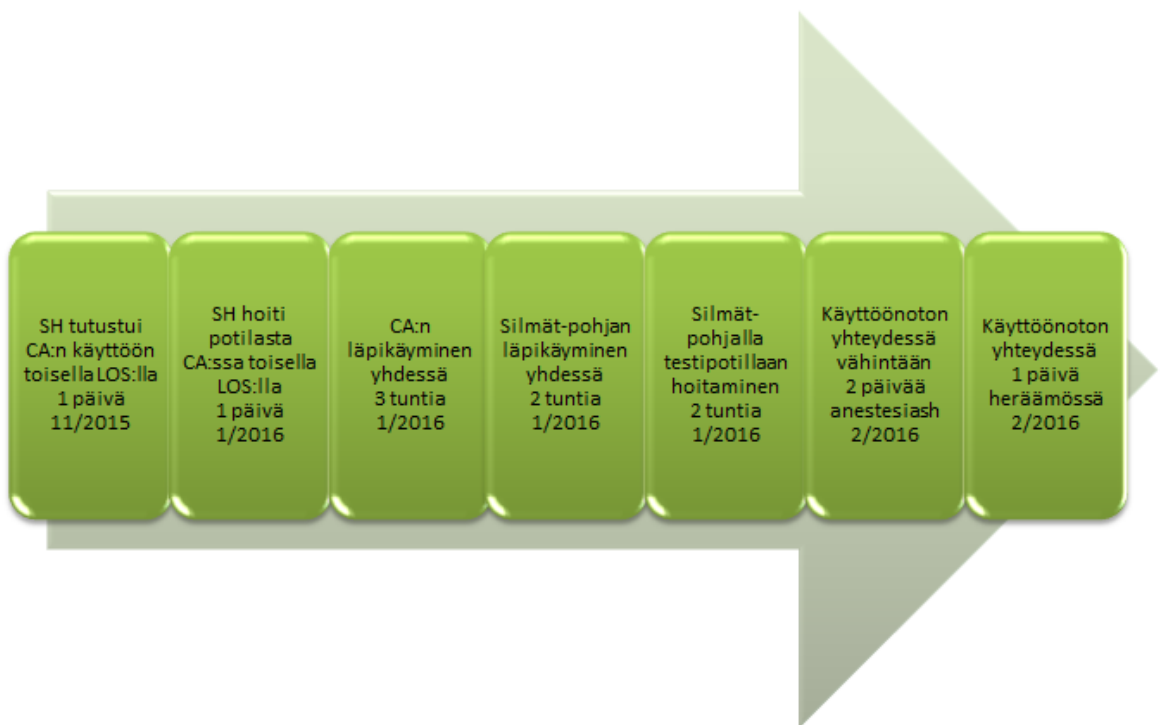 SH tutustui
CA:n käyttöön
toisella LOS:lla
1 päivä
11/2015
SH hoiti
potilasta
CA:ssa toisella
LOS:lla
1 päivä
1/2016
CA:n
läpikäyminen
yhdessä
3 tuntia
1/2016
Silmät-pohjan
läpikäyminen
yhdessä
2 tuntia
1/2016
Silmät-
pohjalla
testipotillaan
hoitaminen
2 tuntia
1/2016
Käyttöönoton
yhteydessä
vähintään
2 päivää
anestesiash
2/2016
Käyttöönoton
yhteydessä
1 päivä
heräämössä
2/2016